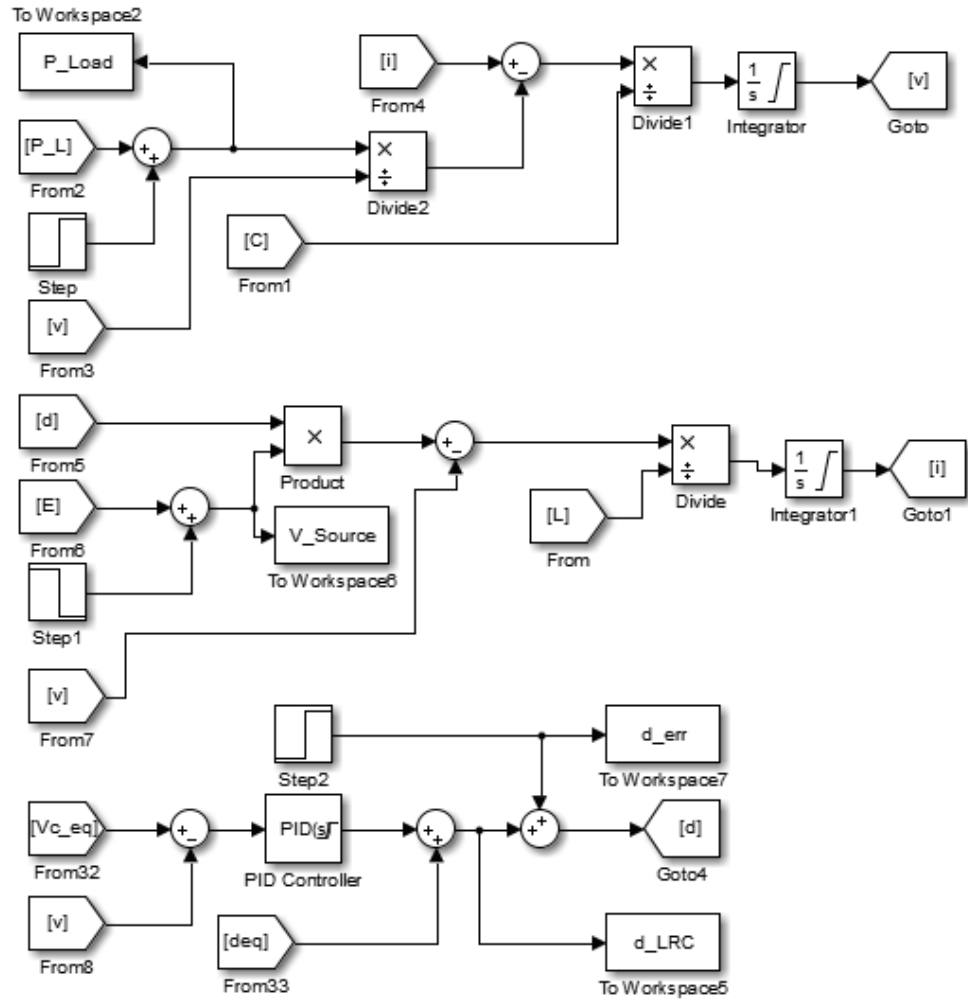 To Workspace2
P_Load
[i]
From4
+
-
×
÷
Divide1
1
s
Integrator
[v]
Goto
[P_L]
From2
+
+
×
÷
Divide2
Step
[C]
From1
[v]
From3
[d]
From5
×
Product
+
-
×
÷
Divide
1
s
Integrator1
[i]
Goto1
[E]
From6
+
+
V_Source
To Workspace6
[L]
From
Step1
[v]
From7
Step2
d_err
To Workspace7
[Vc_eq]
From32
+
-
PID(s)
PID Controller
+
+
+
+
[d]
Goto4
[v]
From8
[deq]
From33
d_LRC
To Workspace5